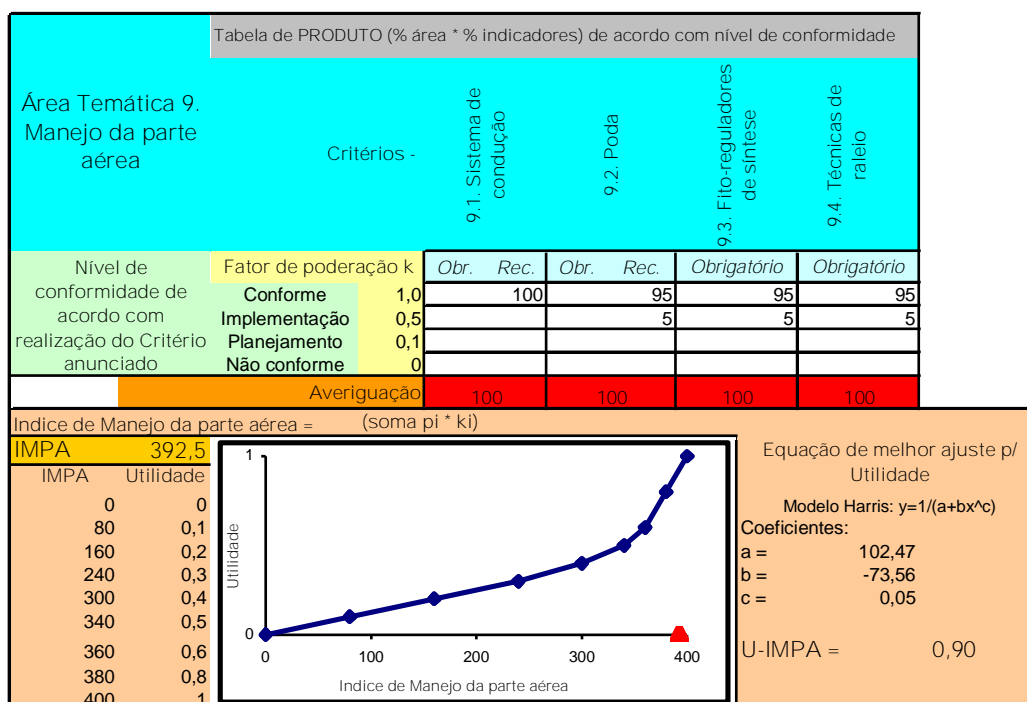 Tabela de PRODUTO (% área * % indicadores) de acordo com nível de conformidade
Área Temática 9.
Manejo da parte
aérea
Critérios -
9.1. Sistema de
condução
9.2. Poda
9.3. Fito-reguladores
de síntese
9.4. Técnicas de
raleio
Nível de
conformidade de
acordo com
realização do Critério
anunciado
Fator de poderação k
Obr. Rec. Obr. Rec. Obrigatório Obrigatório
Conforme 1,0 100 95 95 95
Implementação 0,5 5 5 5
Planejamento 0,1
Não conforme 0
Averiguação 100 100 100 100
Indice de Manejo da parte aérea = (soma pi * ki)
IMPA 392,5
IMPA Utilidade
0 0
80 0,1
160 0,2
240 0,3
300 0,4
340 0,5
360 0,6
380 0,8
400 1
1
Utilidade
0
0 100 200 300 400
Indice de Manejo da parte aérea
Equação de melhor ajuste p/
Utilidade
Modelo Harris: y=1/(a+bx^c)
Coeficientes:
a = 102,47
b = -73,56
c = 0,05
U-IMPA = 0,90